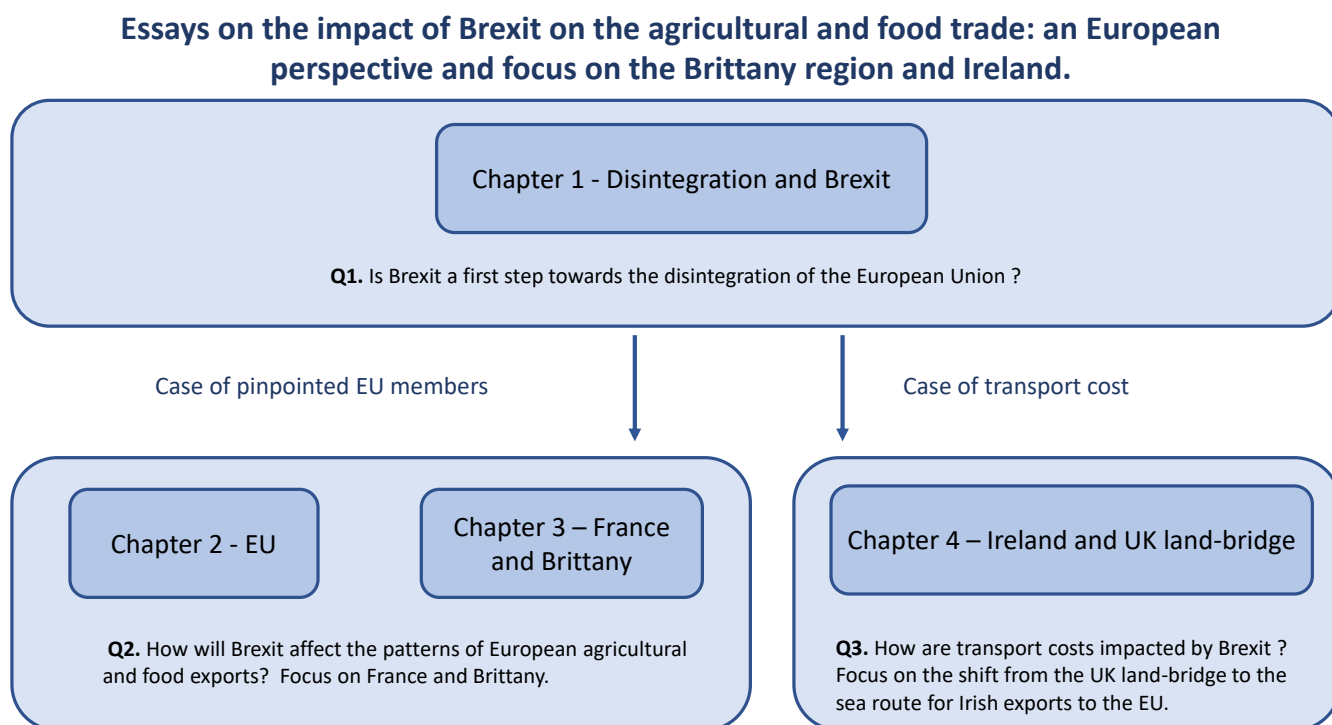 Essays on the impact of Brexit on the agricultural and food trade: an European
perspective and focus on the Brittany region and Ireland.
Chapter 1 - Disintegration and Brexit
Q1. Is Brexit a first step towards the disintegration of the European Union ?
Case of pinpointed EU members
Case of transport cost
Chapter 2 - EU
Chapter 3 – France
and Brittany
Q2. How will Brexit affect the patterns of European agricultural
and food exports? Focus on France and Brittany.
Chapter 4 – Ireland and UK land-bridge
Q3. How are transport costs impacted by Brexit ?
Focus on the shift from the UK land-bridge to the
sea route for Irish exports to the EU.